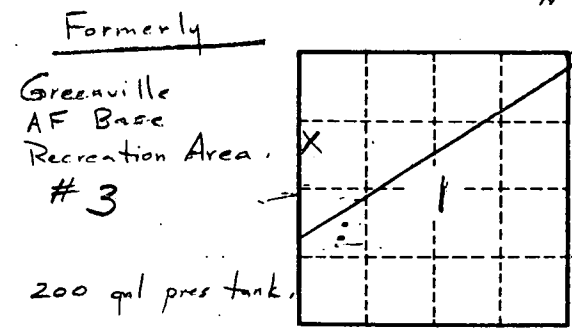 N
Formerly
Greenville
AF Base
Recreation Area.
# 3
X
1
200 gal pres tank.